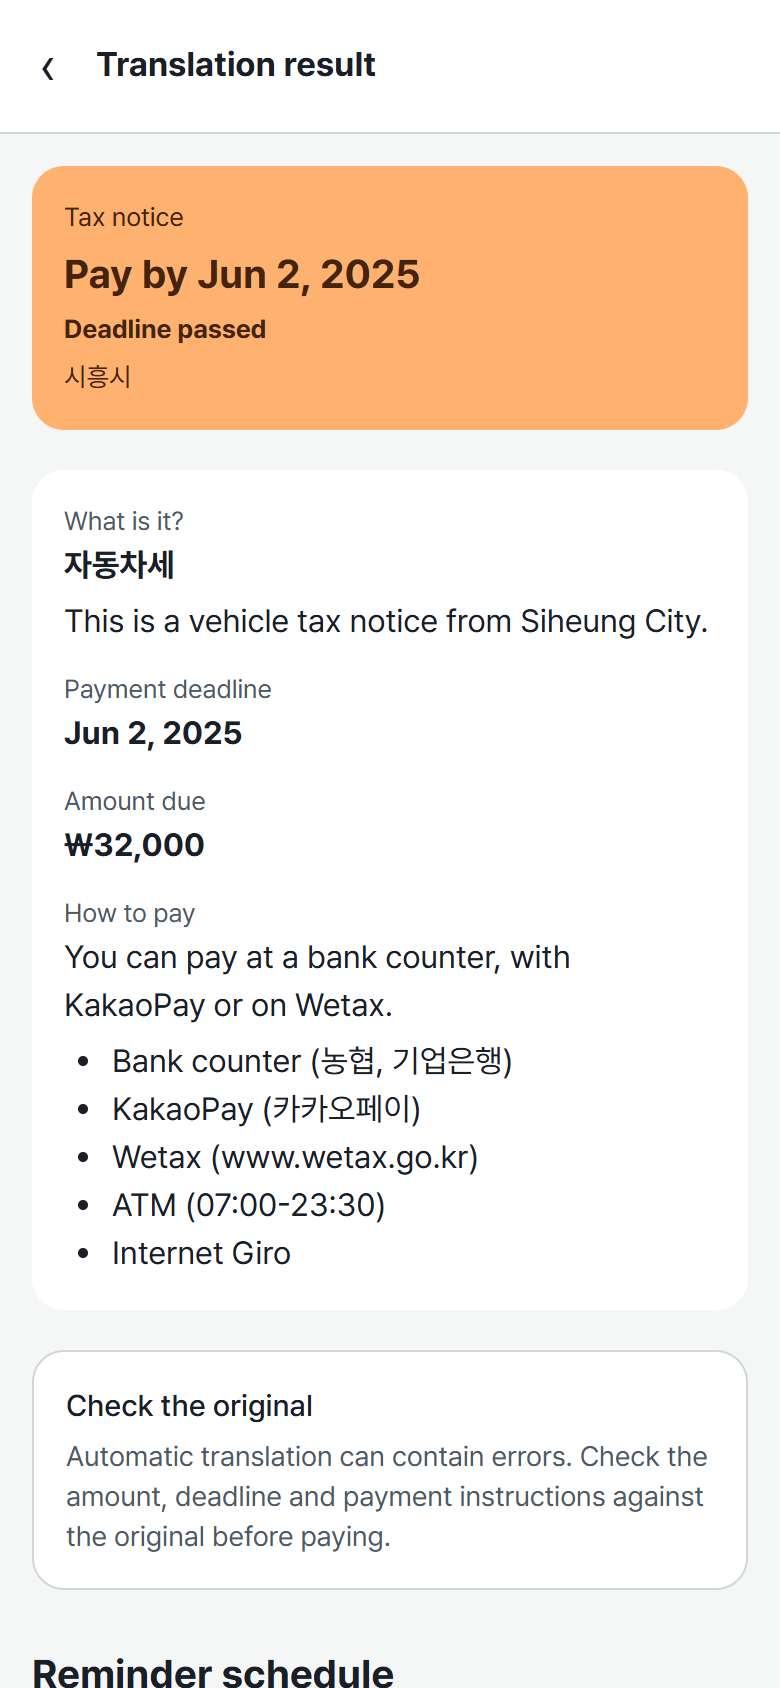 Translation result
Tax notice
Pay by Jun 2, 2025
Deadline passed
시흥시
What is it?
자동차세
This is a vehicle tax notice from Siheung City.
Payment deadline
Jun 2, 2025
Amount due
₩32,000
How to pay
You can pay at a bank counter, with
KakaoPay or on Wetax.
• Bank counter (농협, 기업은행)
• KakaoPay (카카오페이)
• Wetax (www.wetax.go.kr)
• ATM (07:00-23:30)
• Internet Giro
Check the original
Automatic translation can contain errors. Check the
amount, deadline and payment instructions against
the original before paying.
Reminder schedule